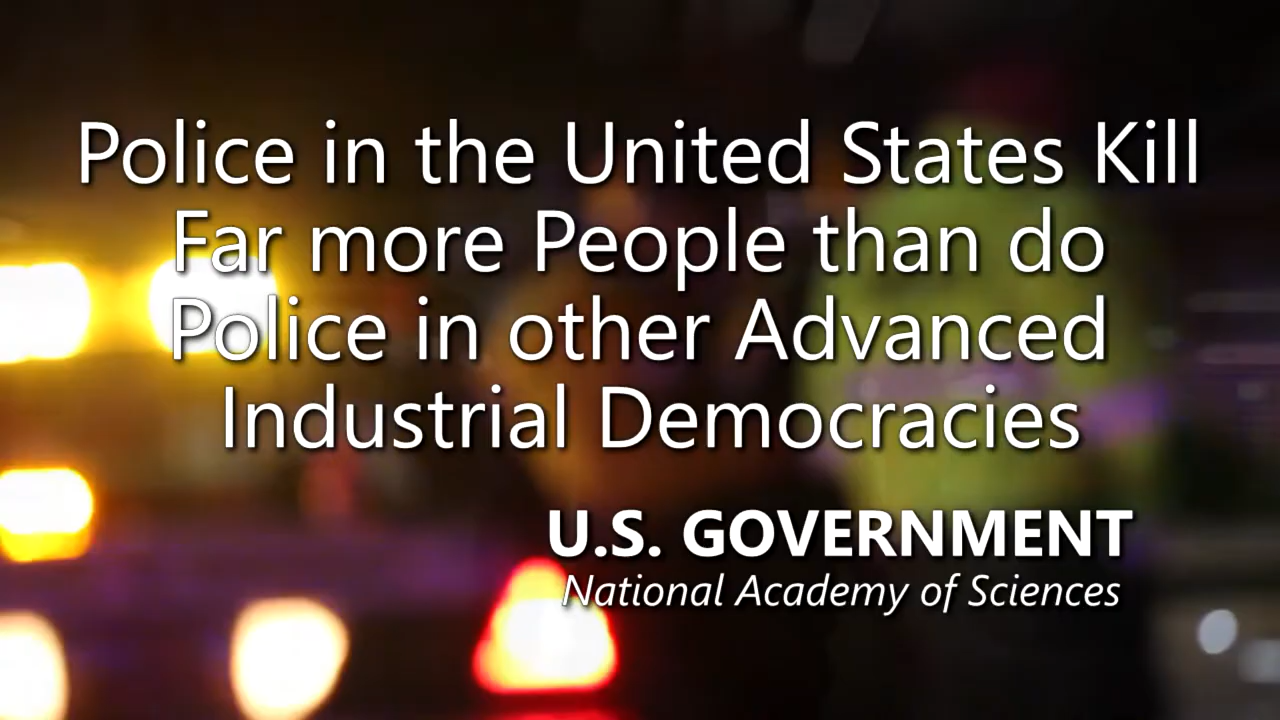 Police in the United States Kill
Far more People than do
Police in other Advanced
Industrial Democracies
U.S. GOVERNMENT
National Academy of Sciences